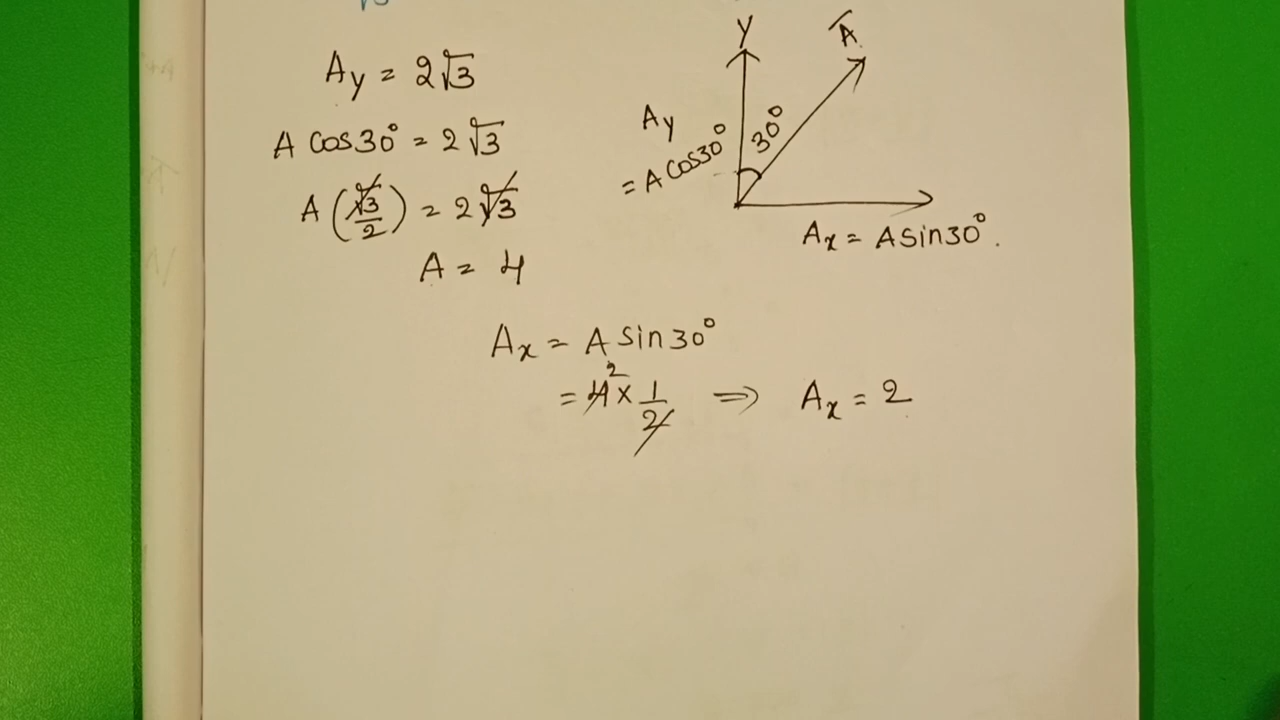 Ay = 2√3
A Cos30° = 2√3
A (√3/2) = 2√3
A = 4
Y
A
30°
Ay
= A Cos30°
Ax = A Sin30°.
Ax = A Sin30°
= 4 2 × 1/2 ⇒ Ax = 2